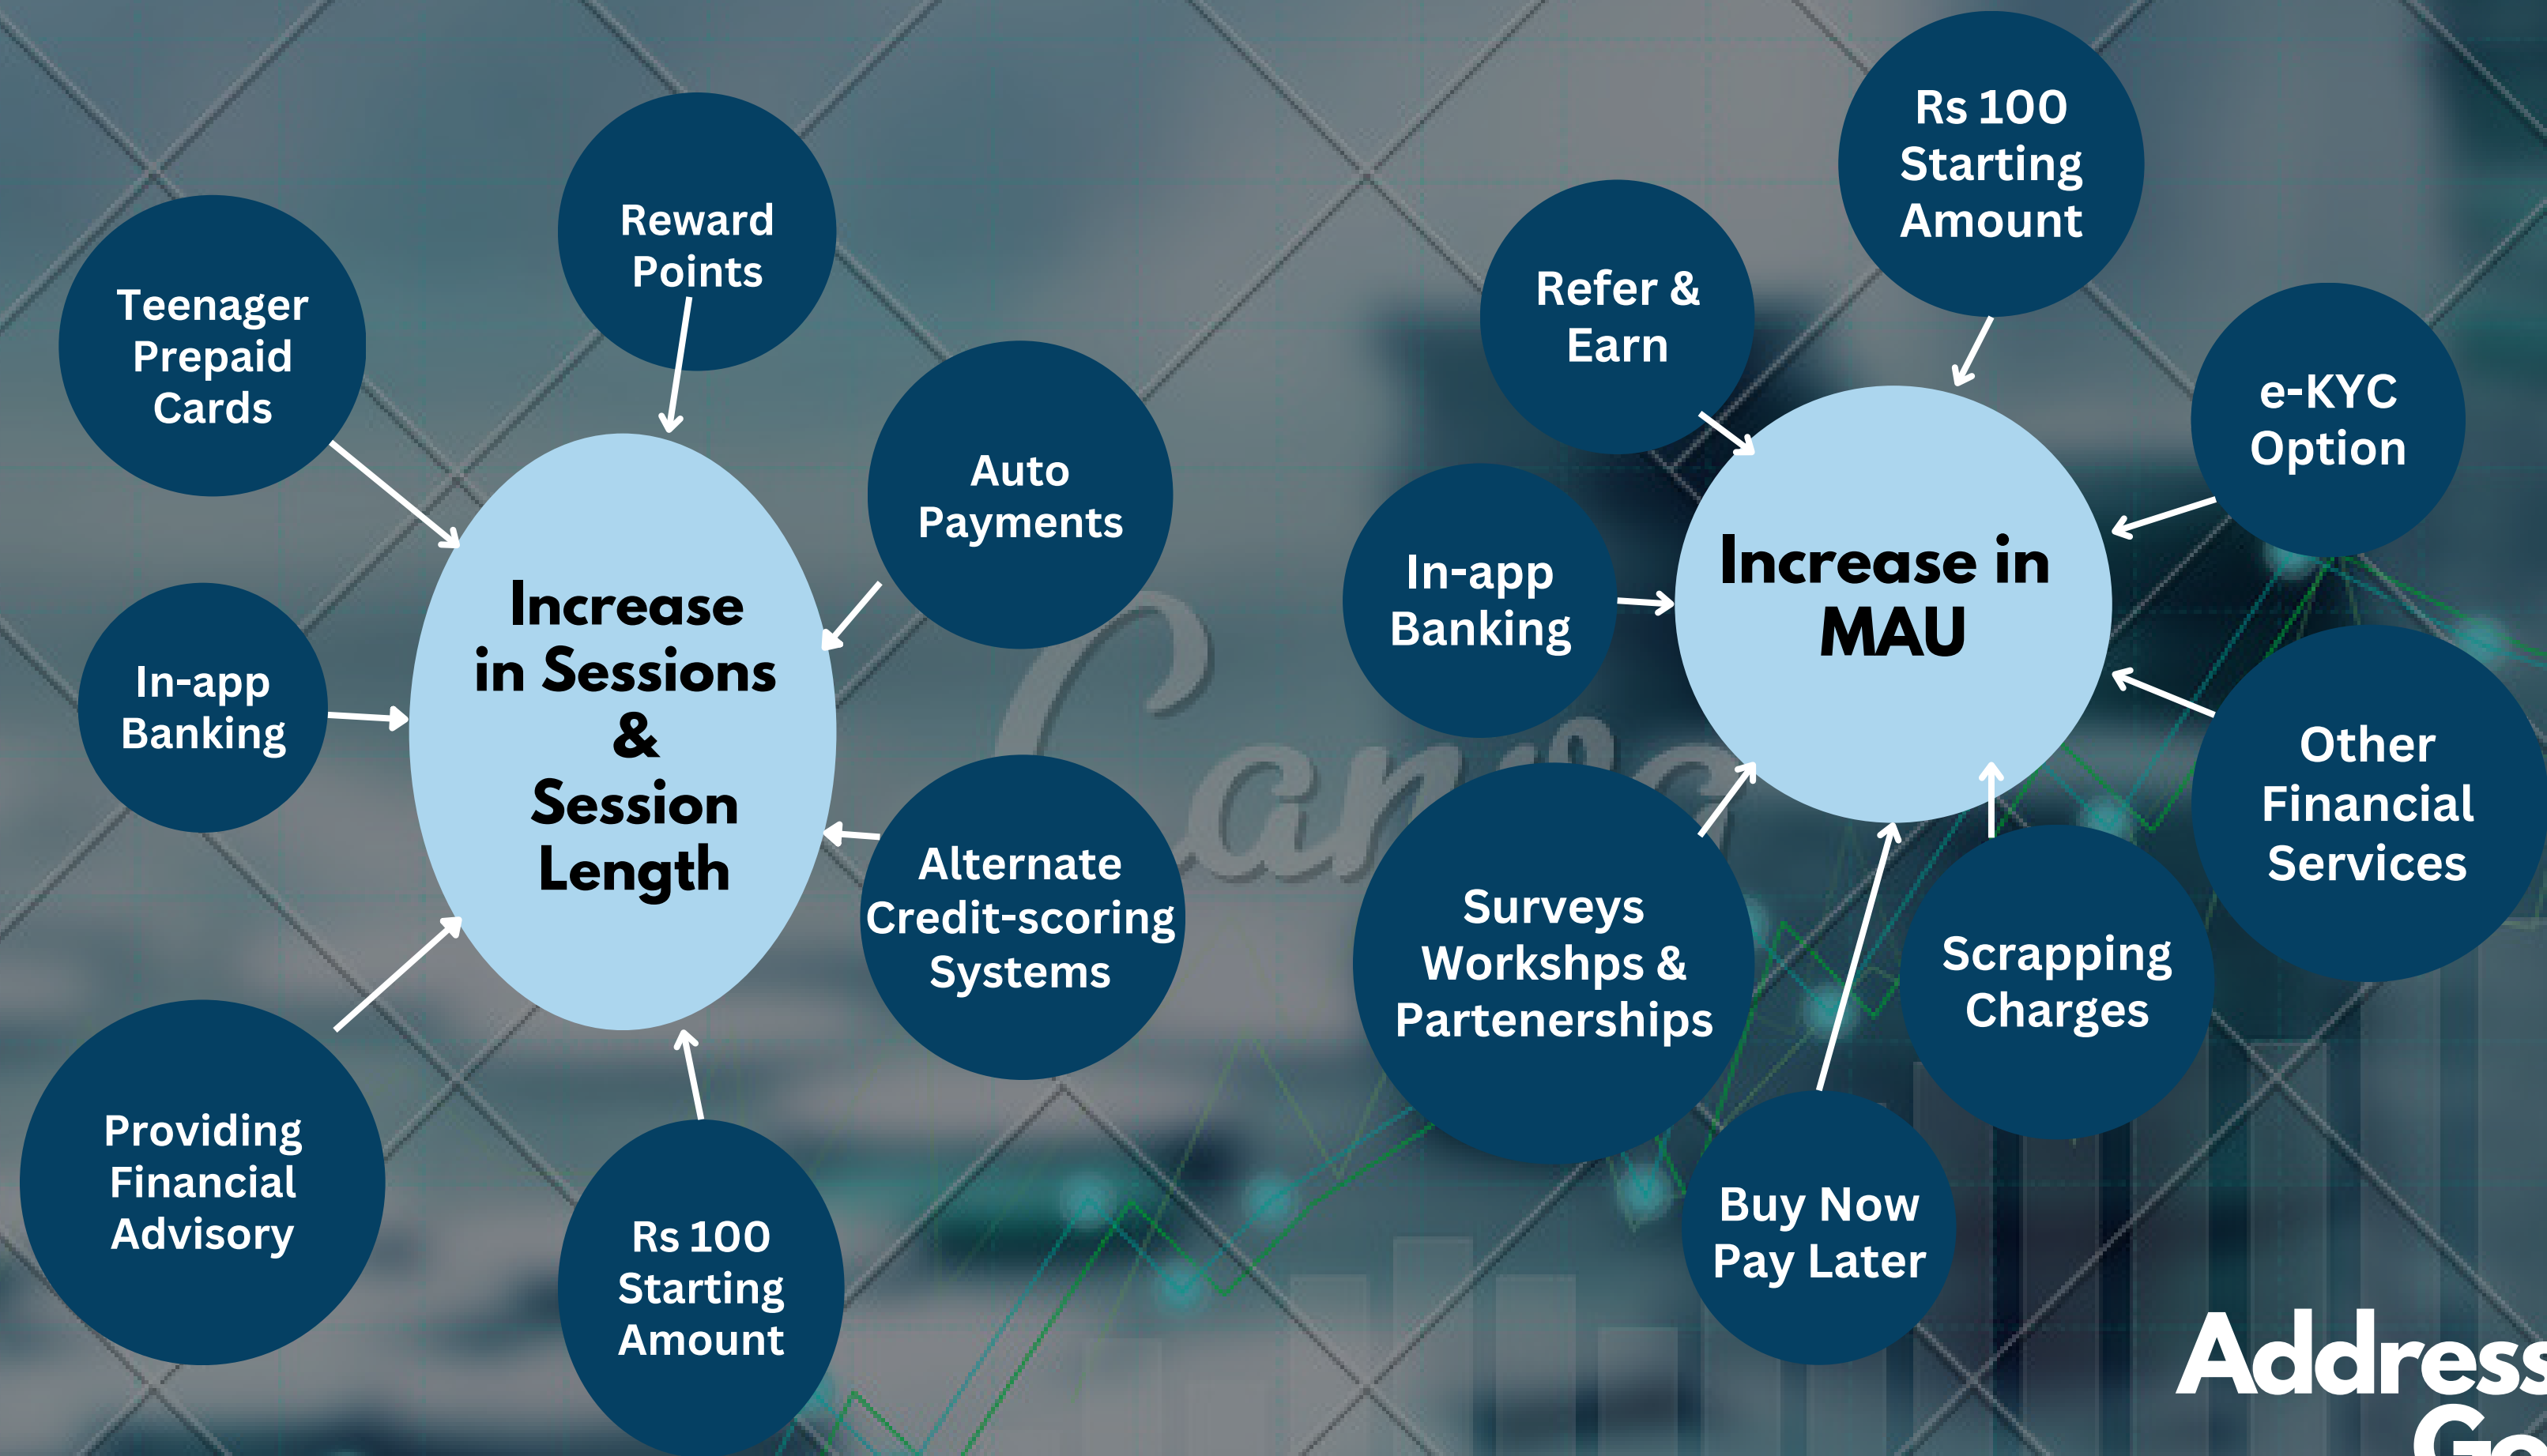 Teenager
Prepaid
Cards
Reward
Points
Auto
Payments
In-app
Banking
Increase
in Sessions
&
Session
Length
Alternate
Credit-scoring
Systems
Providing
Financial
Advisory
Rs 100
Starting
Amount
Rs 100
Starting
Amount
Refer &
Earn
e-KYC
Option
In-app
Banking
Increase in
MAU
Other
Financial
Services
Surveys
Workshps &
Partenerships
Scrapping
Charges
Buy Now
Pay Later
Canva
Address